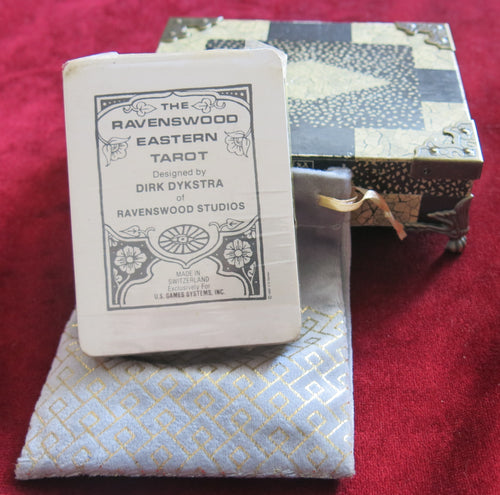 THE
RAVENSWOOD
EASTERN
TAROT
Designed by
DIRK DYKSTRA
of
RAVENSWOOD STUDIOS
MADE IN
SWITZERLAND
Exclusively For
U.S. GAMES SYSTEMS, INC.